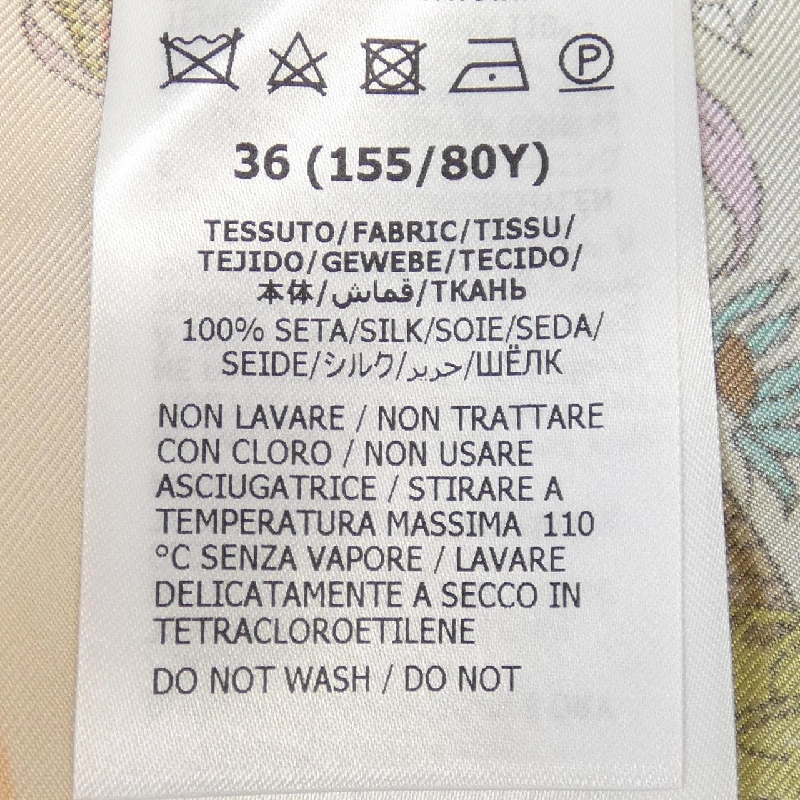 P
36 (155/80Y)
TESSUTO/FABRIC/TISSU/
TEJIDO/GEWEBE/TECIDO/
本体/قماش/ТКАНЬ
100% SETA/SILK/SOIE/SEDA/
SEIDE/シルク/حرير/ШЁЛК
NON LAVARE / NON TRATTARE
CON CLORO / NON USARE
ASCIUGATRICE / STIRARE A
TEMPERATURA MASSIMA 110
°C SENZA VAPORE / LAVARE
DELICATAMENTE A SECCO IN
TETRACLOROETILENE
DO NOT WASH / DO NOT